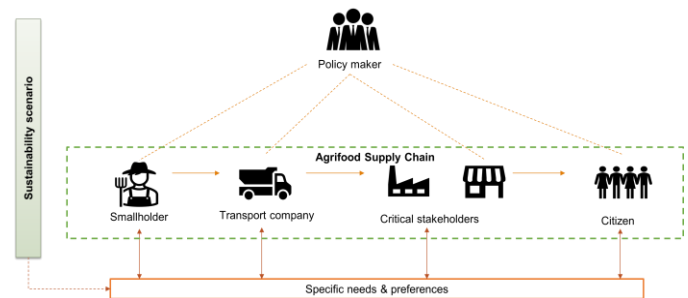 Policy maker
Sustainability scenario
Agrifood Supply Chain
Smallholder
Transport company
Critical stakeholders
Citizen
Specific needs & preferences